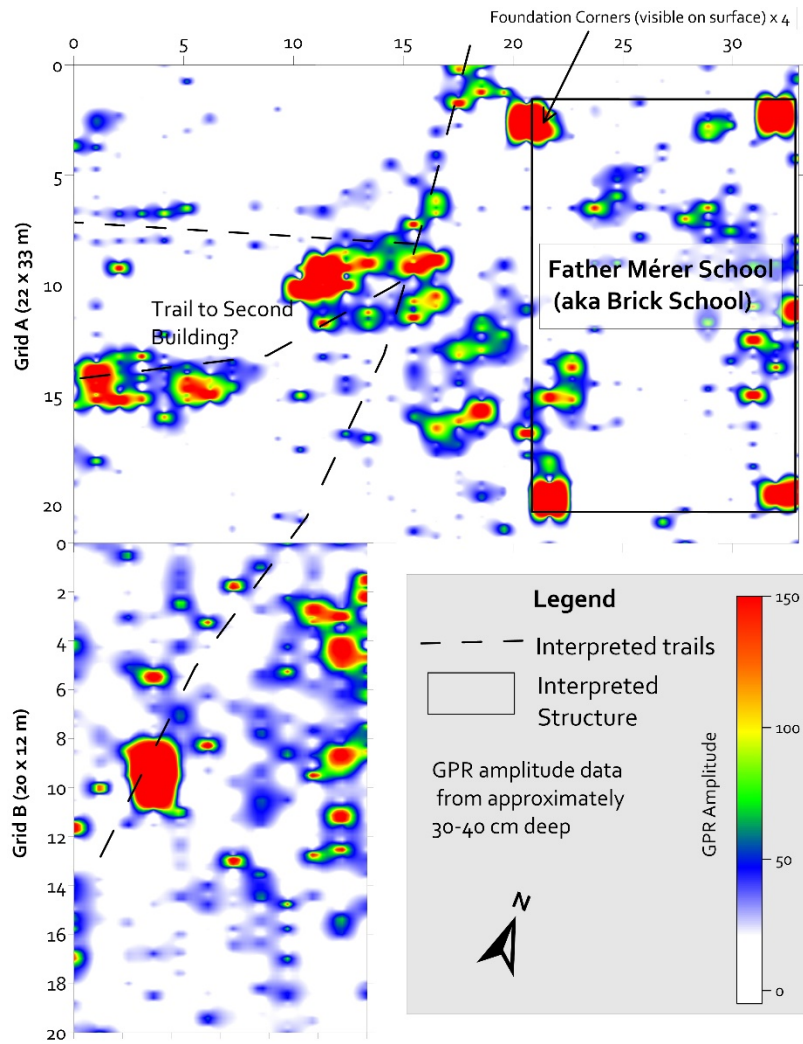 Foundation Corners (visible on surface) x 4
0 5 10 15 20 25 30
0
5
10
15
20
Grid A (22 x 33 m)
Father Mérer School
(aka Brick School)
Trail to Second
Building?
0
2
4
6
8
10
12
14
16
18
20
Grid B (20 x 12 m)
Legend
Interpreted trails
Interpreted
Structure
GPR amplitude data
from approximately
30-40 cm deep
N
150
100
50
0
GPR Amplitude